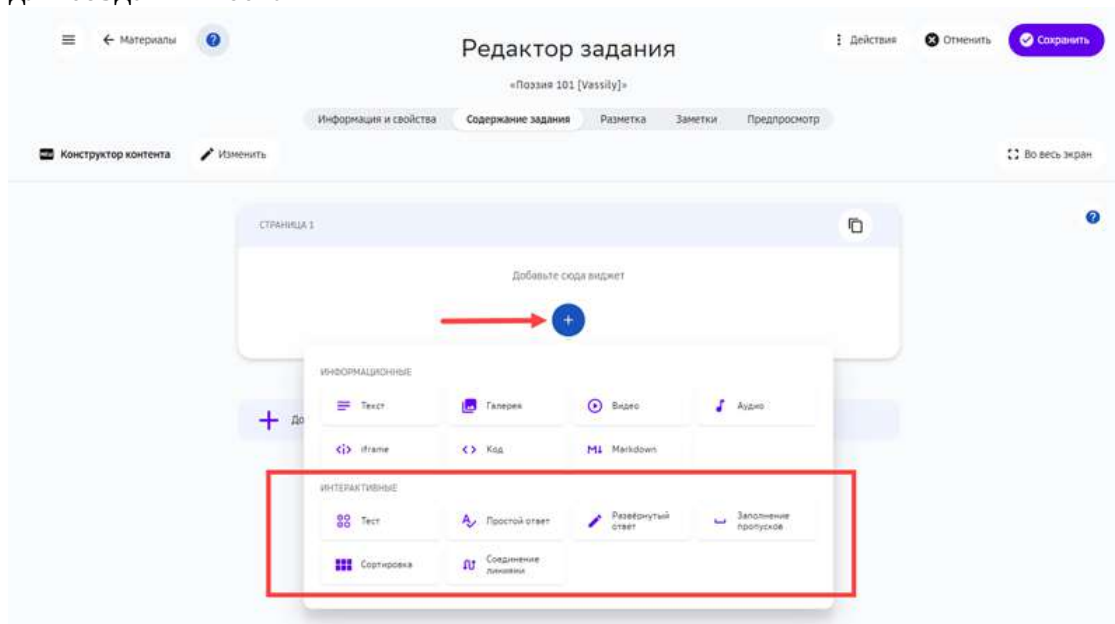 Материалы
Редактор задания
Действия
Отменить
Сохранить
«Поэзия 101 [Vassily]»
Информация и свойства
Содержание задания
Разметка
Заметки
Предпросмотр
Конструктор контента
Изменить
Во весь экран
СТРАНИЦА 1
Добавьте сюда виджет
ИНФОРМАЦИОННЫЕ
Текст
Галерея
Видео
Аудио
iframe
Код
Markdown
ИНТЕРАКТИВНЫЕ
Тест
Простой ответ
Развёрнутый
ответ
Заполнение
пропусков
Сортировка
Соединение
линиями